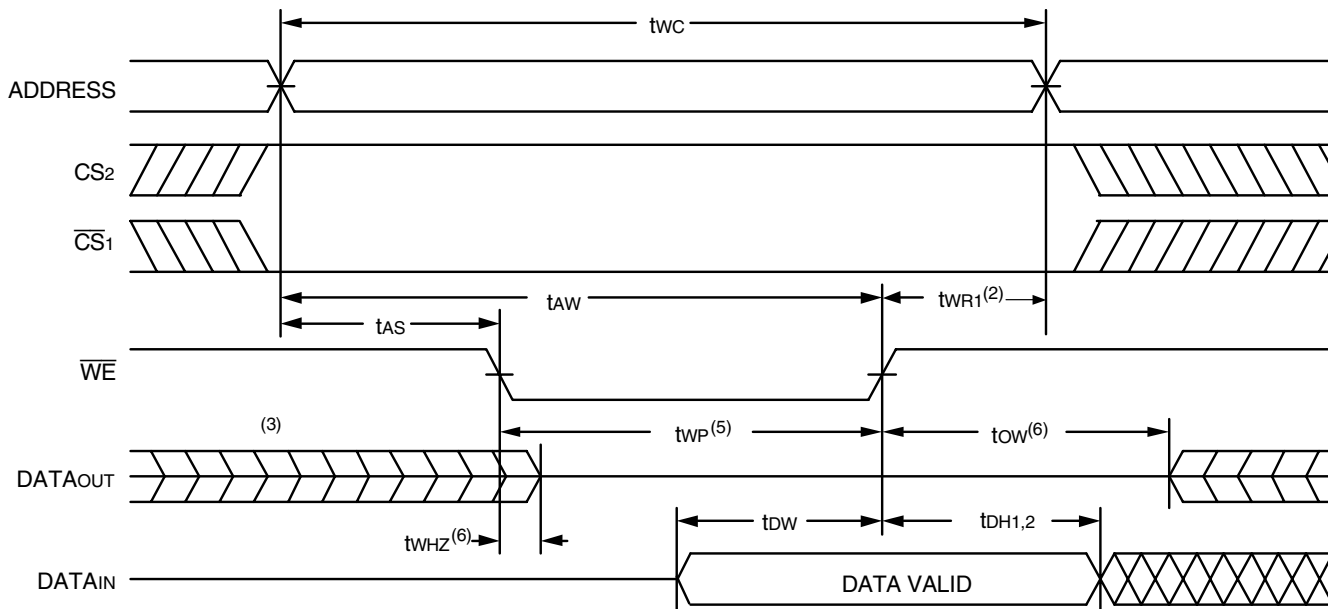 tWC
ADDRESS
CS2
CS1
tAW
tWR1(2)
tAS
WE
(3)
tWP(5)
tOW(6)
DATAOUT
tDW
tDH1,2
tWHZ(6)
DATAIN
DATA VALID